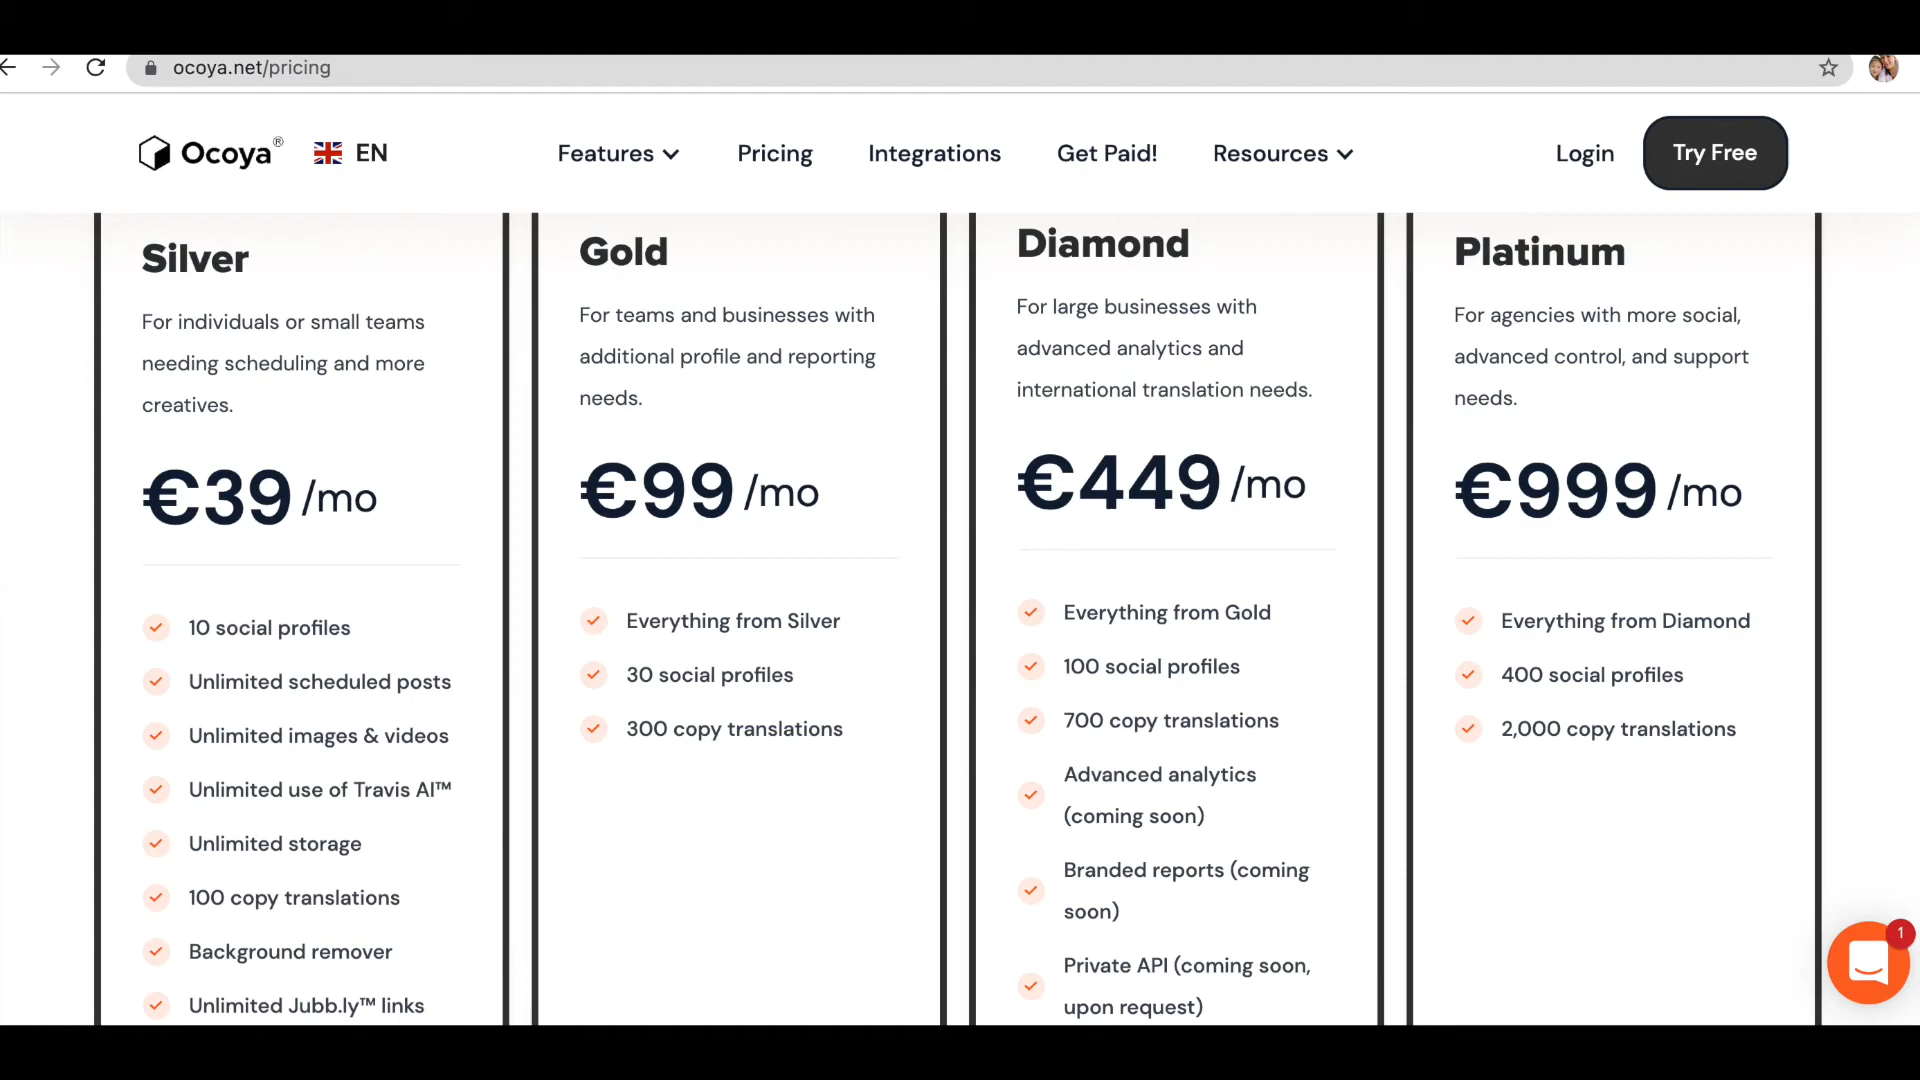 ocoya.net/pricing
Ocoya® EN Features Pricing Integrations Get Paid! Resources Login Try Free
Silver
For individuals or small teams
needing scheduling and more
creatives.
€39 /mo
10 social profiles
Unlimited scheduled posts
Unlimited images & videos
Unlimited use of Travis AI™
Unlimited storage
100 copy translations
Background remover
Unlimited Jubb.ly™ links
Gold
For teams and businesses with
additional profile and reporting
needs.
€99 /mo
Everything from Silver
30 social profiles
300 copy translations
Diamond
For large businesses with
advanced analytics and
international translation needs.
€449 /mo
Everything from Gold
100 social profiles
700 copy translations
Advanced analytics
(coming soon)
Branded reports (coming
soon)
Private API (coming soon,
upon request)
Platinum
For agencies with more social,
advanced control, and support
needs.
€999 /mo
Everything from Diamond
400 social profiles
2,000 copy translations
1